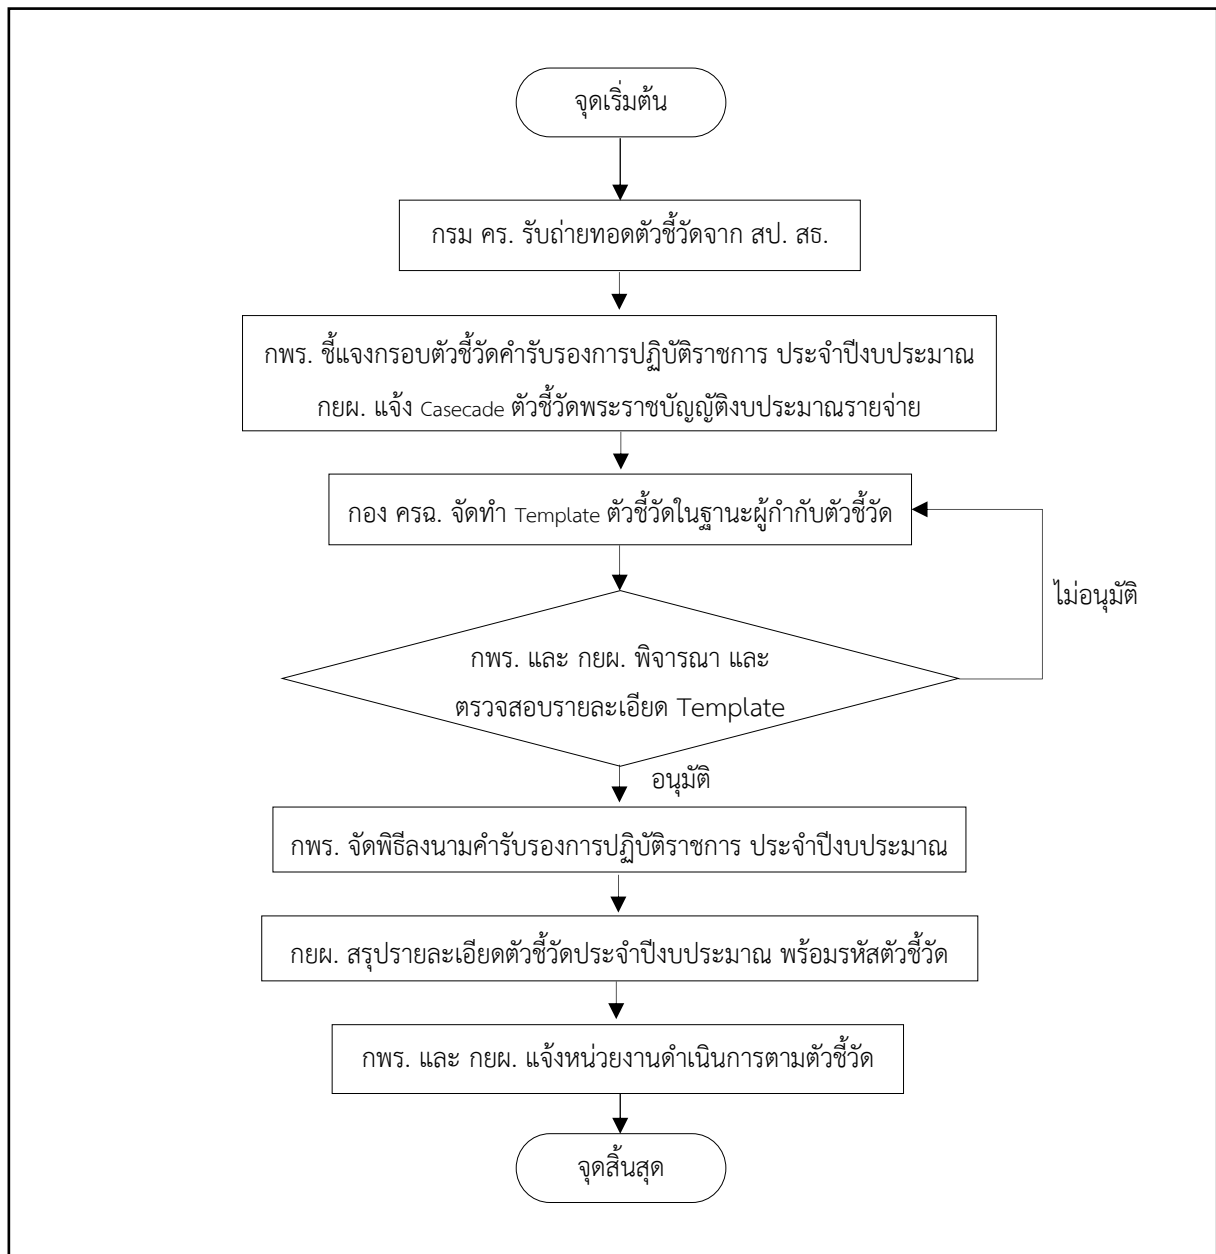 จุดเริ่มต้น
กรม คร. รับถ่ายทอดตัวชี้วัดจาก สป. สธ.
กพร. ชี้แจงกรอบตัวชี้วัดคำรับรองการปฏิบัติราชการ ประจำปีงบประมาณ
กยผ. แจ้ง Casecade ตัวชี้วัดพระราชบัญญัติงบประมาณรายจ่าย
กอง ครฉ. จัดทำ Template ตัวชี้วัดในฐานะผู้กำกับตัวชี้วัด
ไม่อนุมัติ
กพร. และ กยผ. พิจารณา และ
ตรวจสอบรายละเอียด Template
อนุมัติ
กพร. จัดพิธีลงนามคำรับรองการปฏิบัติราชการ ประจำปีงบประมาณ
กยผ. สรุปรายละเอียดตัวชี้วัดประจำปีงบประมาณ พร้อมรหัสตัวชี้วัด
กพร. และ กยผ. แจ้งหน่วยงานดำเนินการตามตัวชี้วัด
จุดสิ้นสุด